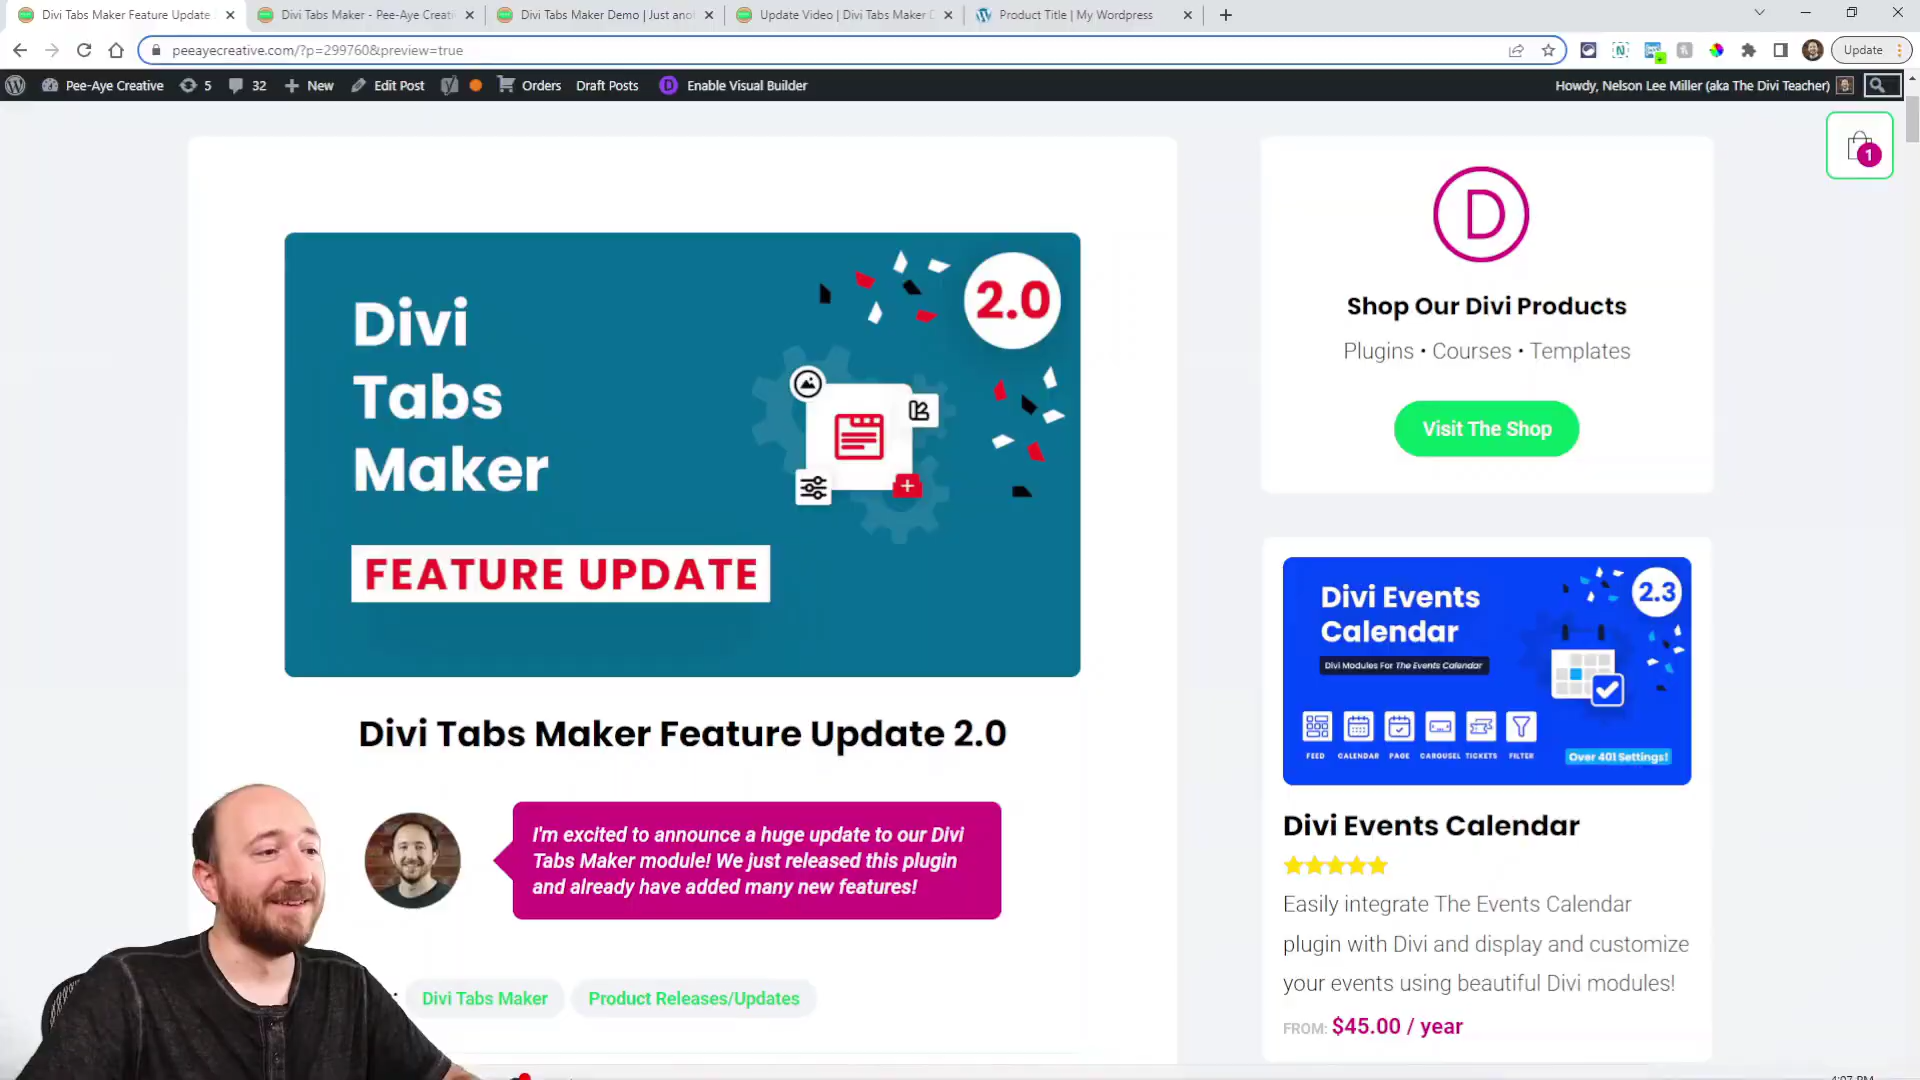 Divi Tabs Maker Feature Update
Divi Tabs Maker - Pee-Aye Creati
Divi Tabs Maker Demo | Just ano
Update Video | Divi Tabs Maker D
Product Title | My Wordpress
peeayecreative.com/?p=299760&preview=true
Update
Pee-Aye Creative
5
32
New
Edit Post
Orders
Draft Posts
Enable Visual Builder
Howdy, Nelson Lee Miller (aka The Divi Teacher)
1
Divi
Tabs
Maker
2.0
FEATURE UPDATE
Divi Tabs Maker Feature Update 2.0
I'm excited to announce a huge update to our Divi
Tabs Maker module! We just released this plugin
and already have added many new features!
Divi Tabs Maker
Product Releases/Updates
D
Shop Our Divi Products
Plugins • Courses • Templates
Visit The Shop
Divi Events
Calendar
2.3
Divi Modules For The Events Calendar
FEED CALENDAR PAGE CAROUSEL TICKETS FILTER
Over 401 Settings!
Divi Events Calendar
Easily integrate The Events Calendar
plugin with Divi and display and customize
your events using beautiful Divi modules!
FROM: $45.00 / year